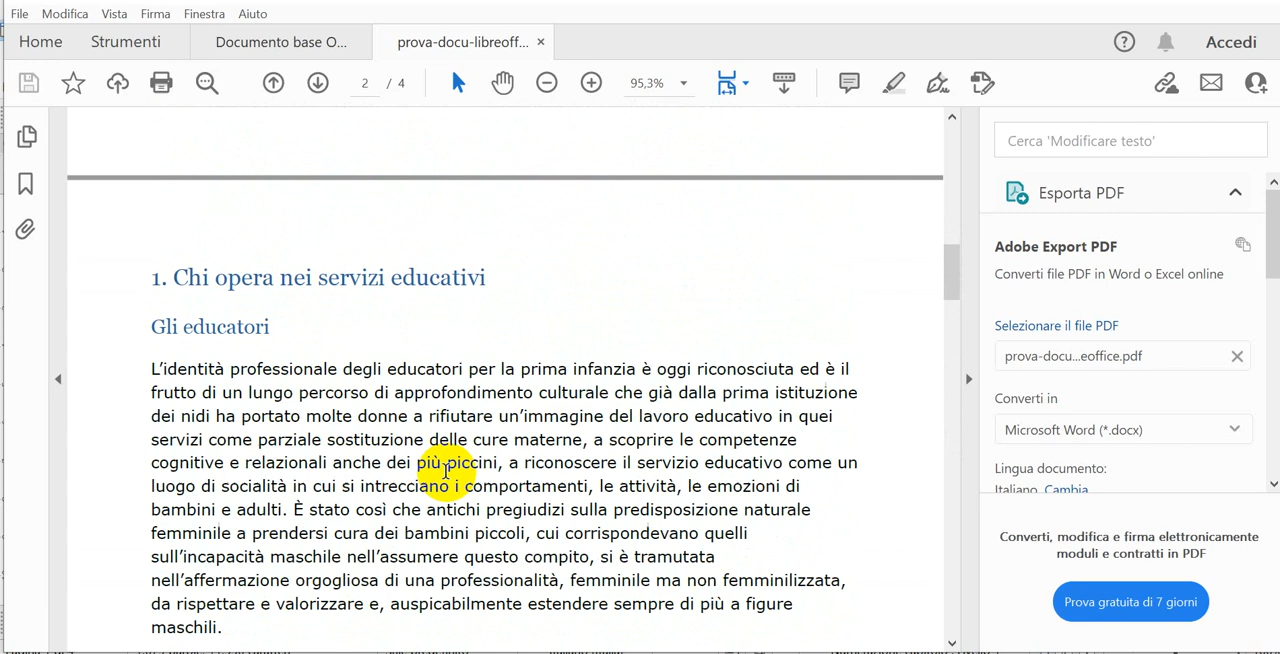 File Modifica Vista Firma Finestra Aiuto
Home Strumenti Documento base O... prova-docu-libreoff... × ? Accedi
2 / 4 95,3%
Cerca 'Modificare testo'
Esporta PDF
Adobe Export PDF
Converti file PDF in Word o Excel online
Selezionare il file PDF
prova-docu...eoffice.pdf
Converti in
Microsoft Word (*.docx)
Lingua documento:
Italiano Cambia
Converti, modifica e firma elettronicamente
moduli e contratti in PDF
Prova gratuita di 7 giorni
1. Chi opera nei servizi educativi
Gli educatori
L'identità professionale degli educatori per la prima infanzia è oggi riconosciuta ed è il
frutto di un lungo percorso di approfondimento culturale che già dalla prima istituzione
dei nidi ha portato molte donne a rifiutare un'immagine del lavoro educativo in quei
servizi come parziale sostituzione delle cure materne, a scoprire le competenze
cognitive e relazionali anche dei più piccini, a riconoscere il servizio educativo come un
luogo di socialità in cui si intrecciano i comportamenti, le attività, le emozioni di
bambini e adulti. È stato così che antichi pregiudizi sulla predisposizione naturale
femminile a prendersi cura dei bambini piccoli, cui corrispondevano quelli
sull'incapacità maschile nell'assumere questo compito, si è tramutata
nell'affermazione orgogliosa di una professionalità, femminile ma non femminilizzata,
da rispettare e valorizzare e, auspicabilmente estendere sempre di più a figure
maschili.